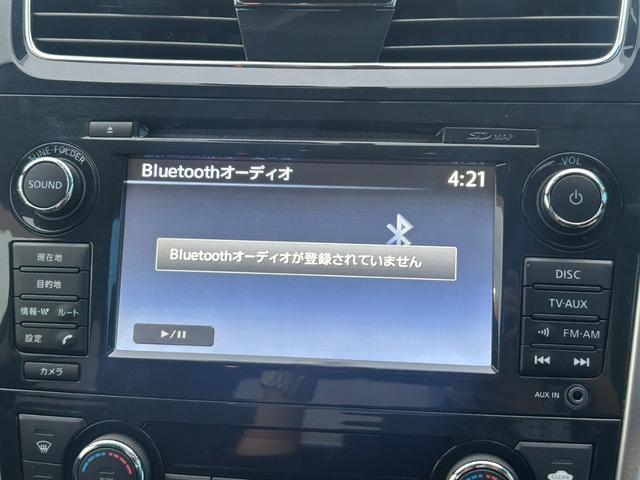 SD MAP
TUNE·FOLDER
SOUND
VOL
Bluetoothオーディオ
4:21
Bluetoothオーディオが登録されていません
現在地
目的地
情報·VV ルート
設定
カメラ
DISC
TV·AUX
FM·AM
AUX IN